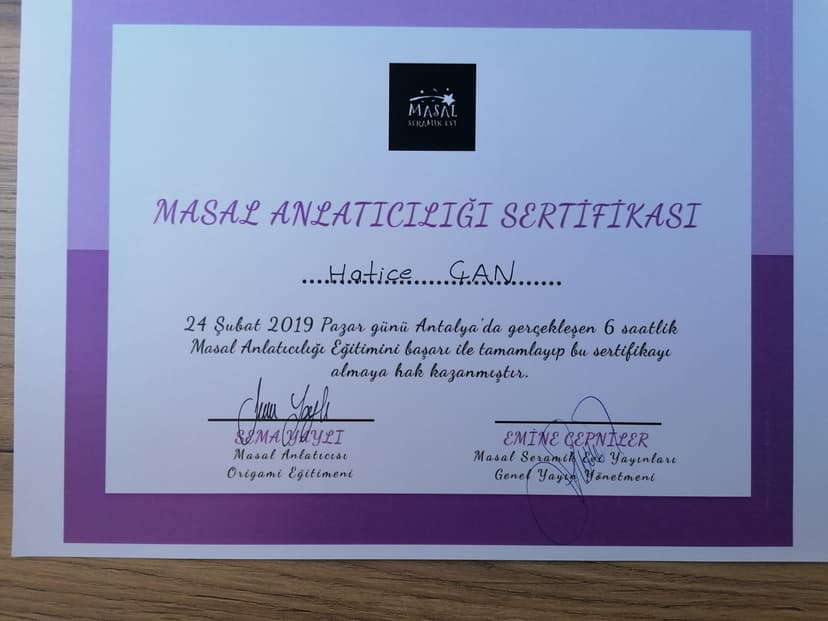 MASAL
SERAMİK EVİ
MASAL ANLATICILIĞI SERTİFİKASI
Hatice GAN
24 Şubat 2019 Pazar günü Antalya'da gerçekleşen 6 saatlik
Masal Anlatıcılığı Eğitimini başarı ile tamamlayıp bu sertifikayı
almaya hak kazanmıştır.
SEMA YAYLI
Masal Anlatıcısı
Origami Eğitimeni
EMİNE ÇEPNİLER
Masal Seramik Evi Yayınları
Genel Yayın Yönetmeni